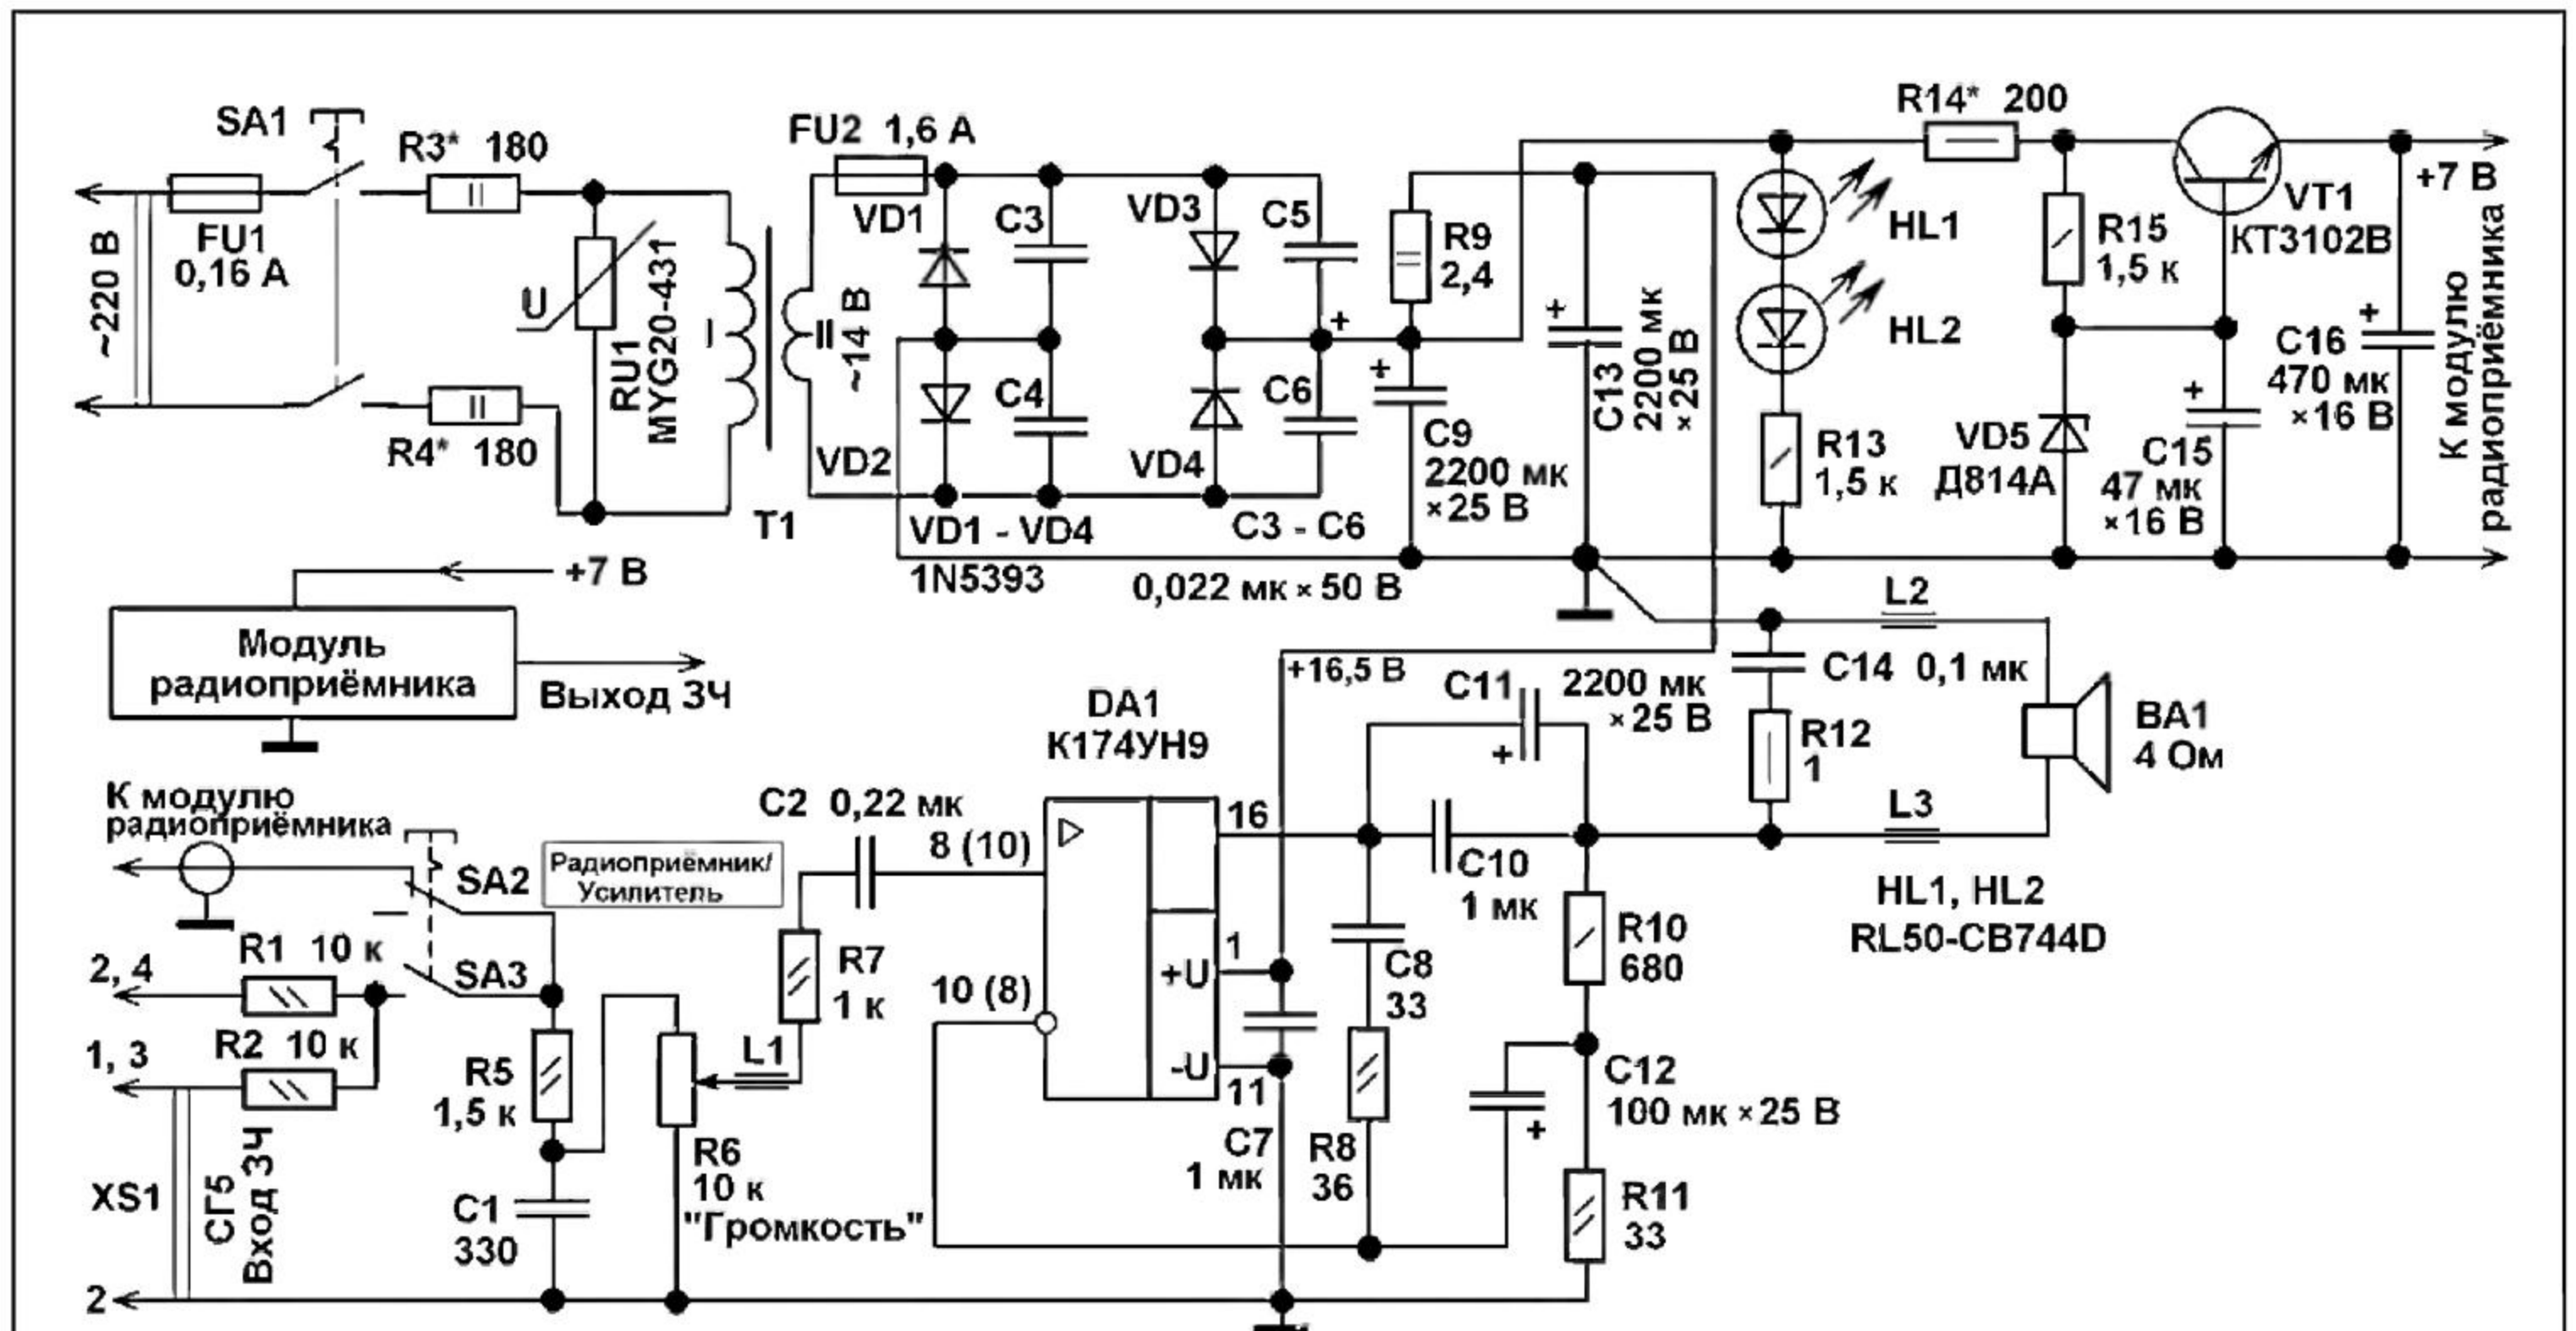 SA1
FU1
0,16 А
~220 В
R3* 180
R4* 180
U
RU1
MYG20-431
I
T1
II
~14 В
FU2 1,6 А
VD1
C3
VD3
C5
VD2
C4
VD4
C6
VD1 - VD4
1N5393
C3 - C6
0,022 мк × 50 В
+
R9
2,4
+
C9
2200 мк
×25 В
+
C13
2200 мк
×25 В
HL1
HL2
R13
1,5 к
R14* 200
R15
1,5 к
VD5
Д814А
VT1
КТ3102В
+
C15
47 мк
×16 В
+
C16
470 мк
×16 В
+7 В
К модулю
радиоприёмника
+7 В
Модуль
радиоприёмника
Выход ЗЧ
К модулю
радиоприёмника
SA2
Радиоприёмник/
Усилитель
SA3
2, 4
R1 10 к
1, 3
R2 10 к
XS1
СГ5
Вход ЗЧ
2
R5
1,5 к
C1
330
R6
10 к
"Громкость"
L1
R7
1 к
C2 0,22 мк
8 (10)
10 (8)
DA1
К174УН9
16
1
+U
-U
11
C7
1 мк
+16,5 В
C11
+
2200 мк
×25 В
C10
1 мк
C8
33
R8
36
R10
680
C12
100 мк ×25 В
+
R11
33
C14 0,1 мк
R12
1
L2
L3
BA1
4 Ом
HL1, HL2
RL50-CB744D